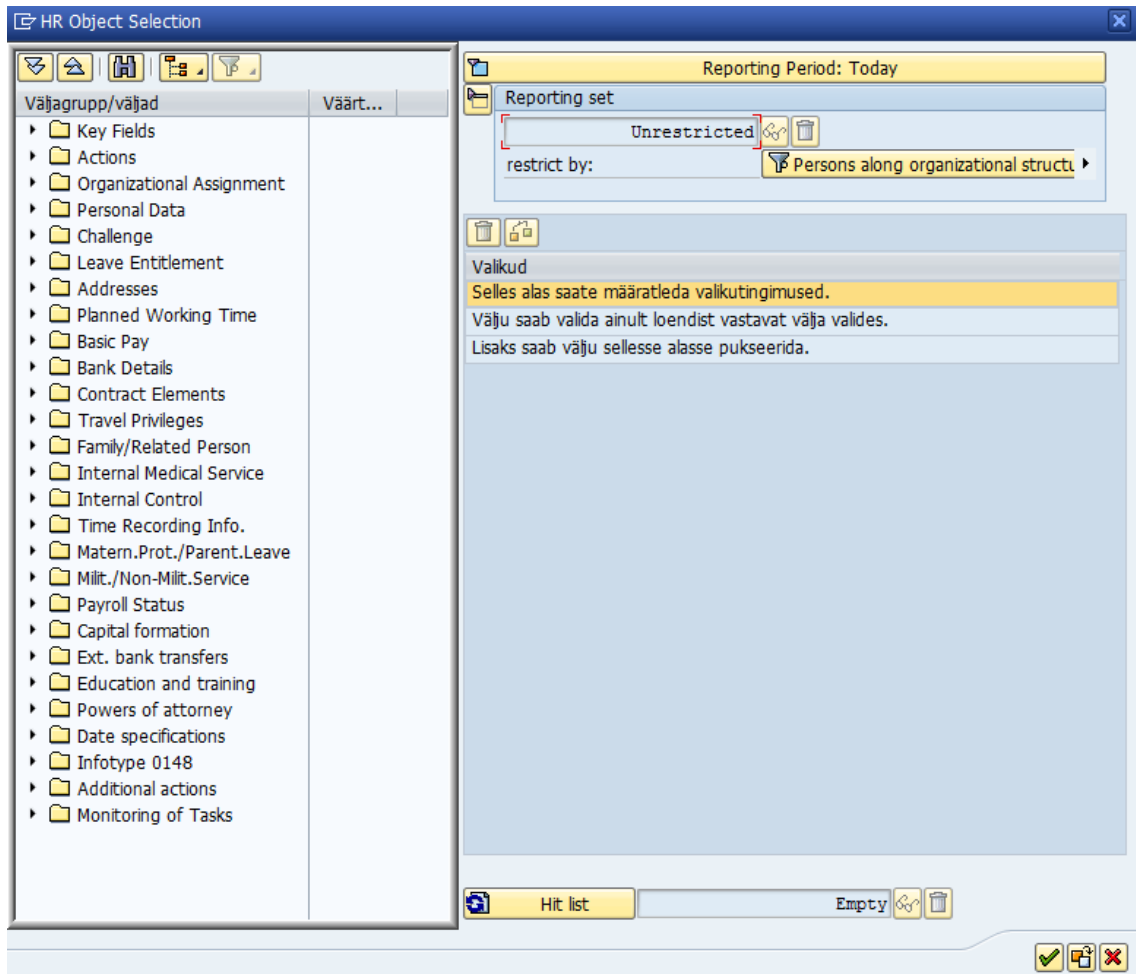 HR Object Selection
Väljagrupp/väljad
Väärt...
Key Fields
Actions
Organizational Assignment
Personal Data
Challenge
Leave Entitlement
Addresses
Planned Working Time
Basic Pay
Bank Details
Contract Elements
Travel Privileges
Family/Related Person
Internal Medical Service
Internal Control
Time Recording Info.
Matern.Prot./Parent.Leave
Milit./Non-Milit.Service
Payroll Status
Capital formation
Ext. bank transfers
Education and training
Powers of attorney
Date specifications
Infotype 0148
Additional actions
Monitoring of Tasks
Reporting Period: Today
Reporting set
Unrestricted
restrict by:
Persons along organizational structu
Valikud
Selles alas saate määratleda valikutingimused.
Välju saab valida ainult loendist vastavat välja valides.
Lisaks saab välju sellesse alasse pukseerida.
Hit list
Empty